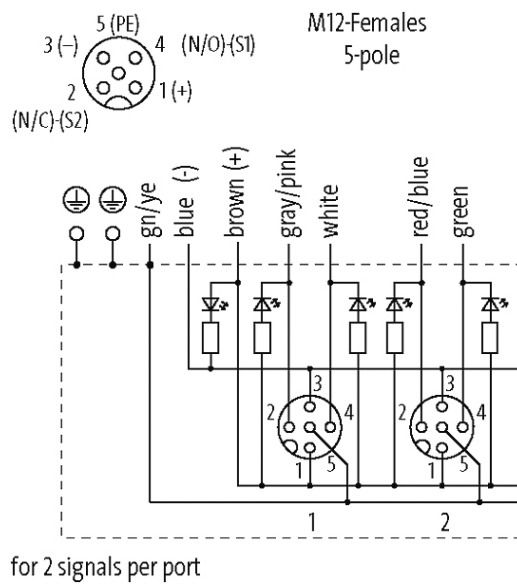 M12-Females
5-pole
5 (PE)
3 (–)
4
(N/O)-(S1)
2
1 (+)
(N/C)-(S2)
gn/ye
blue (-)
brown (+)
gray/pink
white
red/blue
green
3
3
2
4
2
4
1
5
1
5
1
2
for 2 signals per port